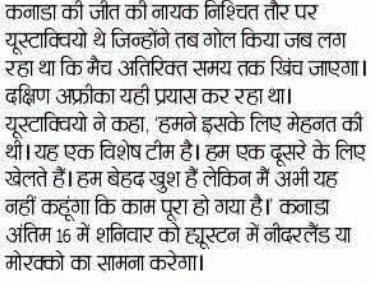 कनाडा की जीत की नायक निश्चित तौर पर
यूस्टाक्वियो थे जिन्होंने तब गोल किया जब लग
रहा था कि मैच अतिरिक्त समय तक खिंच जाएगा।
दक्षिण अफ्रीका यही प्रयास कर रहा था।
यूस्टाक्वियो ने कहा, ‘हमने इसके लिए मेहनत की
थी। यह एक विशेष टीम है। हम एक दूसरे के लिए
खेलते हैं। हम बेहद खुश हैं लेकिन मैं अभी यह
नहीं कहूंगा कि काम पूरा हो गया है।’ कनाडा
अंतिम 16 में शनिवार को ह्यूस्टन में नीदरलैंड या
मोरक्को का सामना करेगा।